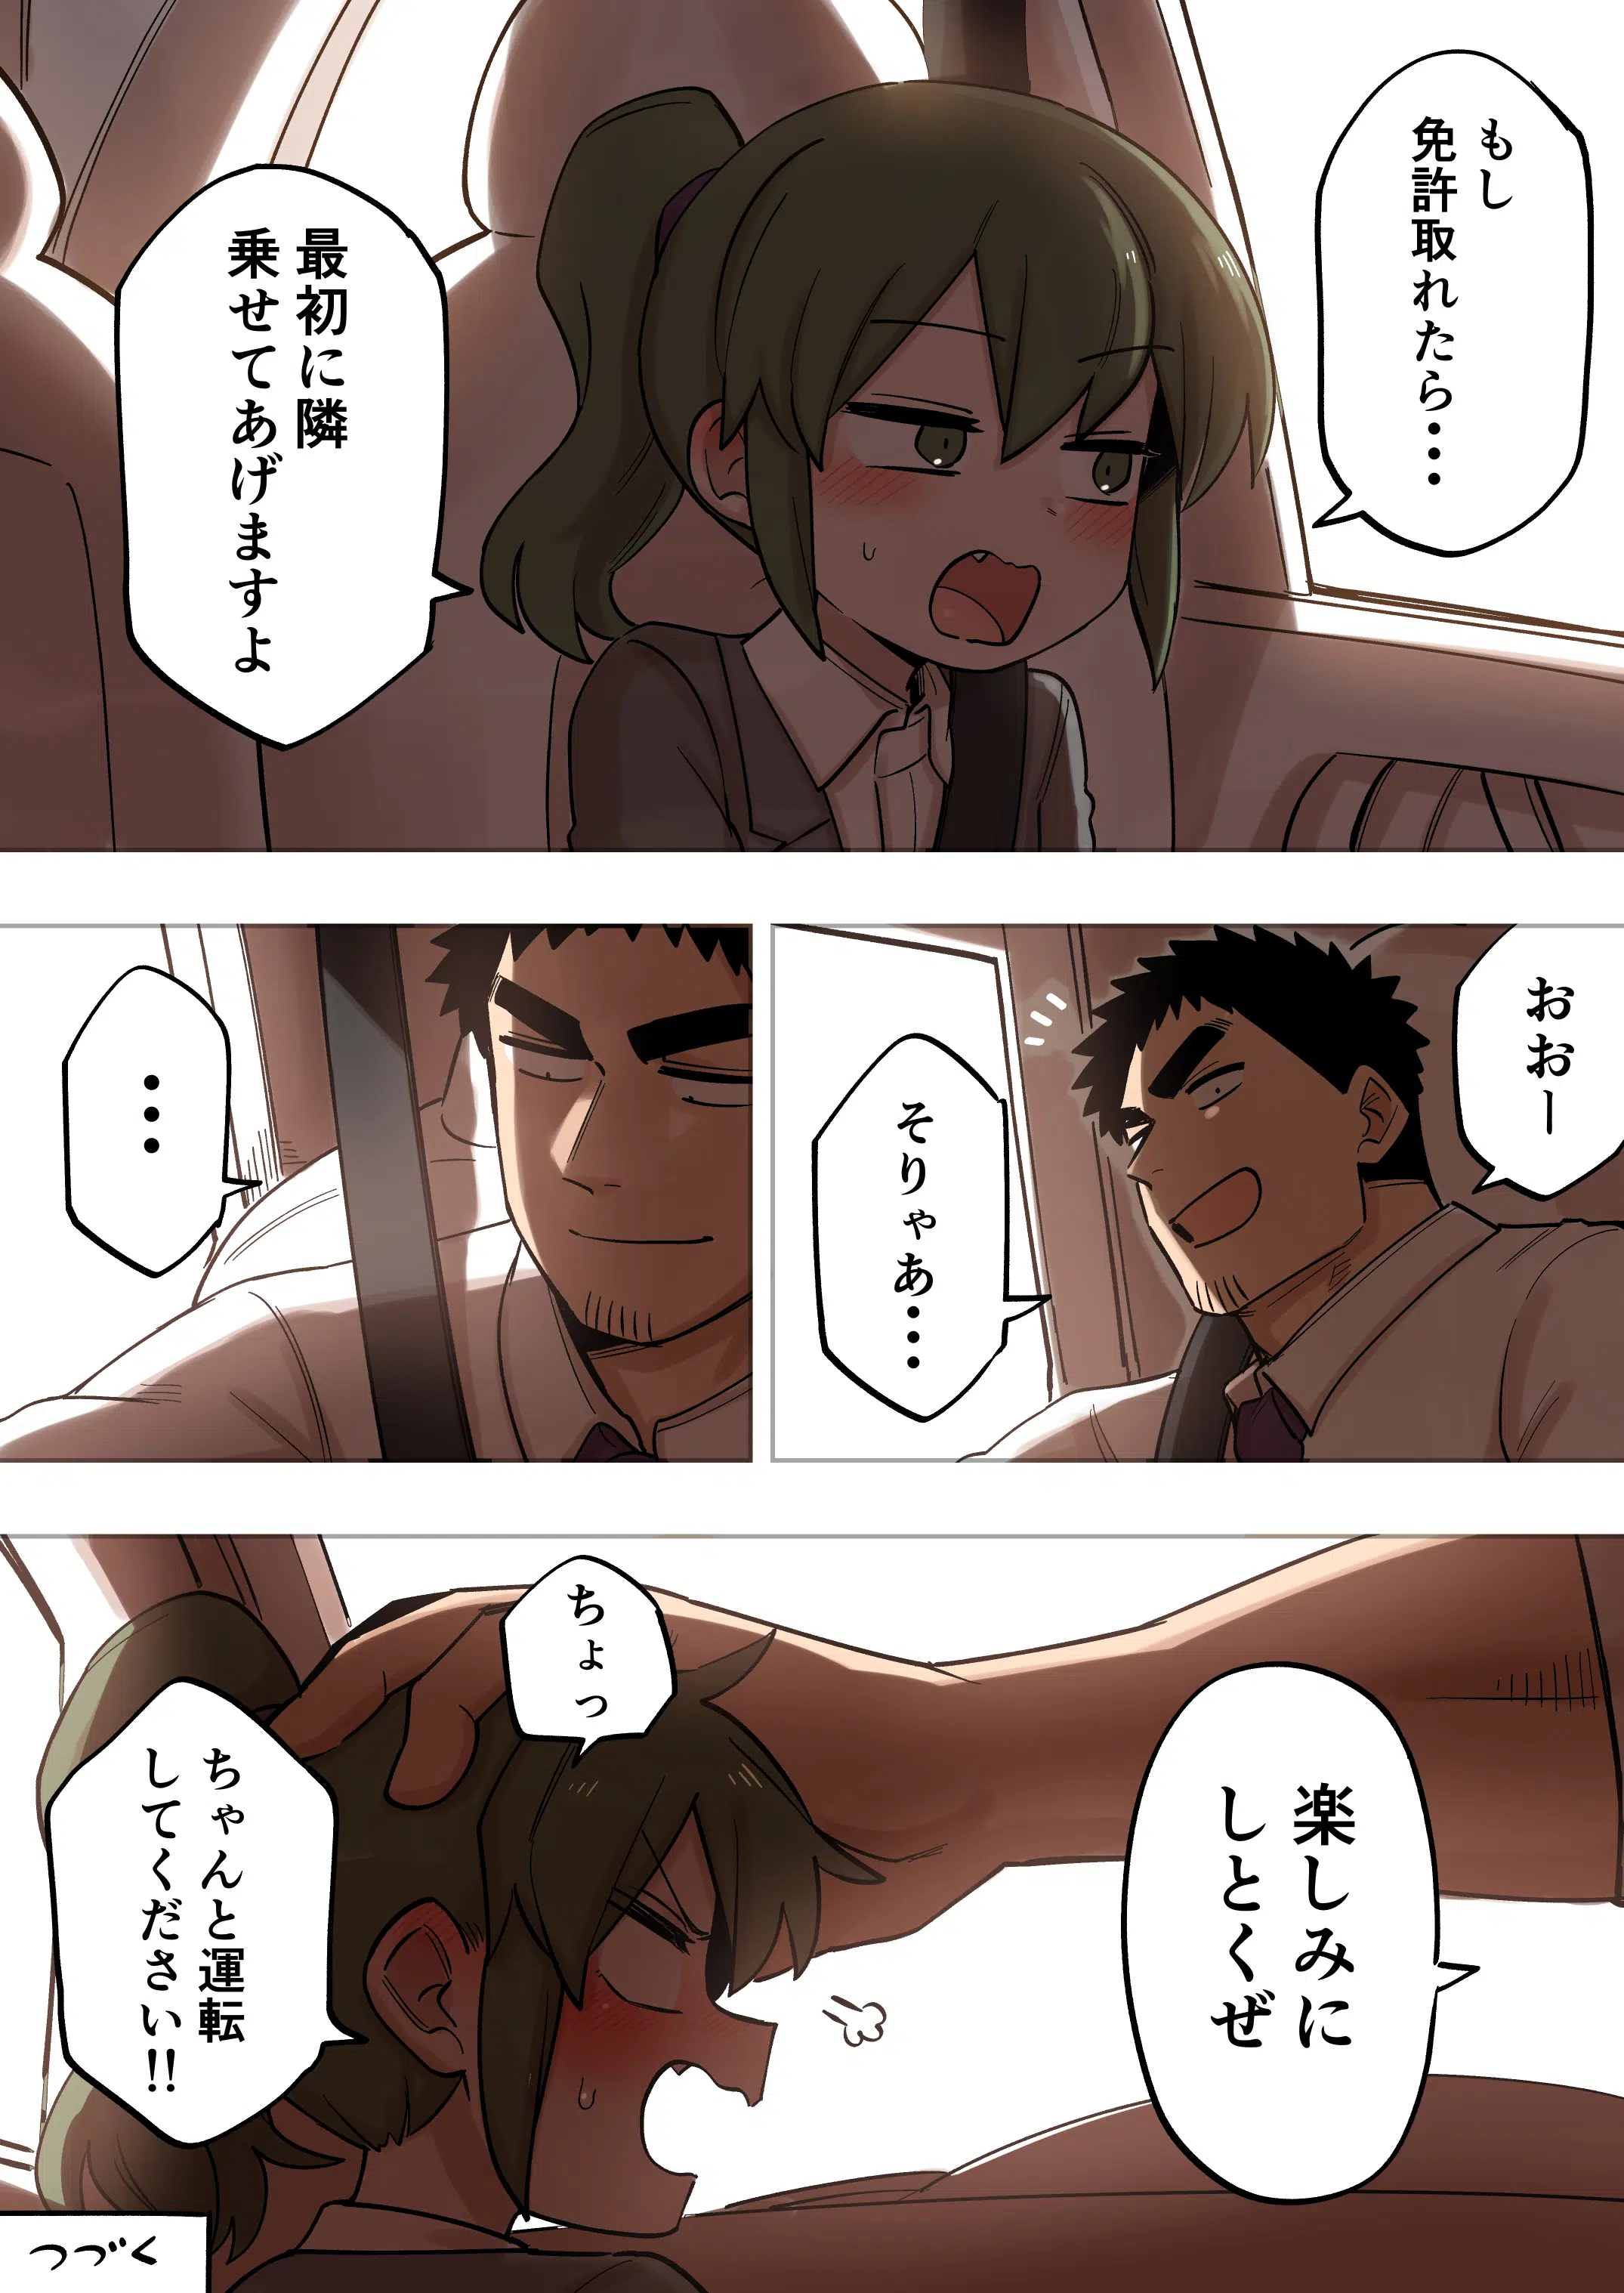 もし
免許取れたら・・・
最初に隣
乗せてあげますよ
おおー
そりゃあ・・・
・・・
楽しみに
しとくぜ
ちょっ
ちゃんと運転
してください!!
つづく